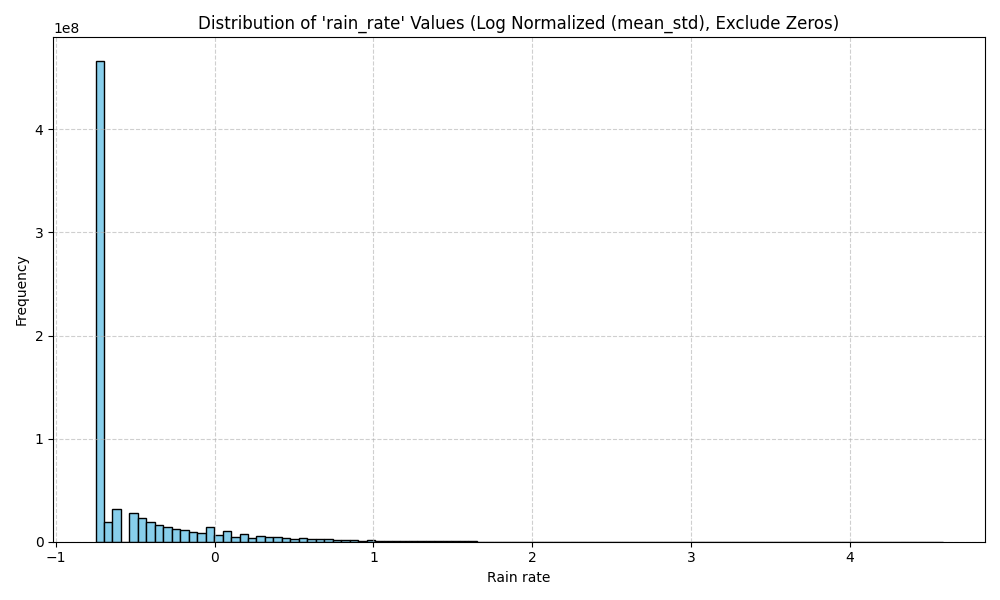 Distribution of 'rain_rate' Values (Log Normalized (mean_std), Exclude Zeros)
1e8
4
3
2
1
0
Frequency
−1 0 1 2 3 4
Rain rate